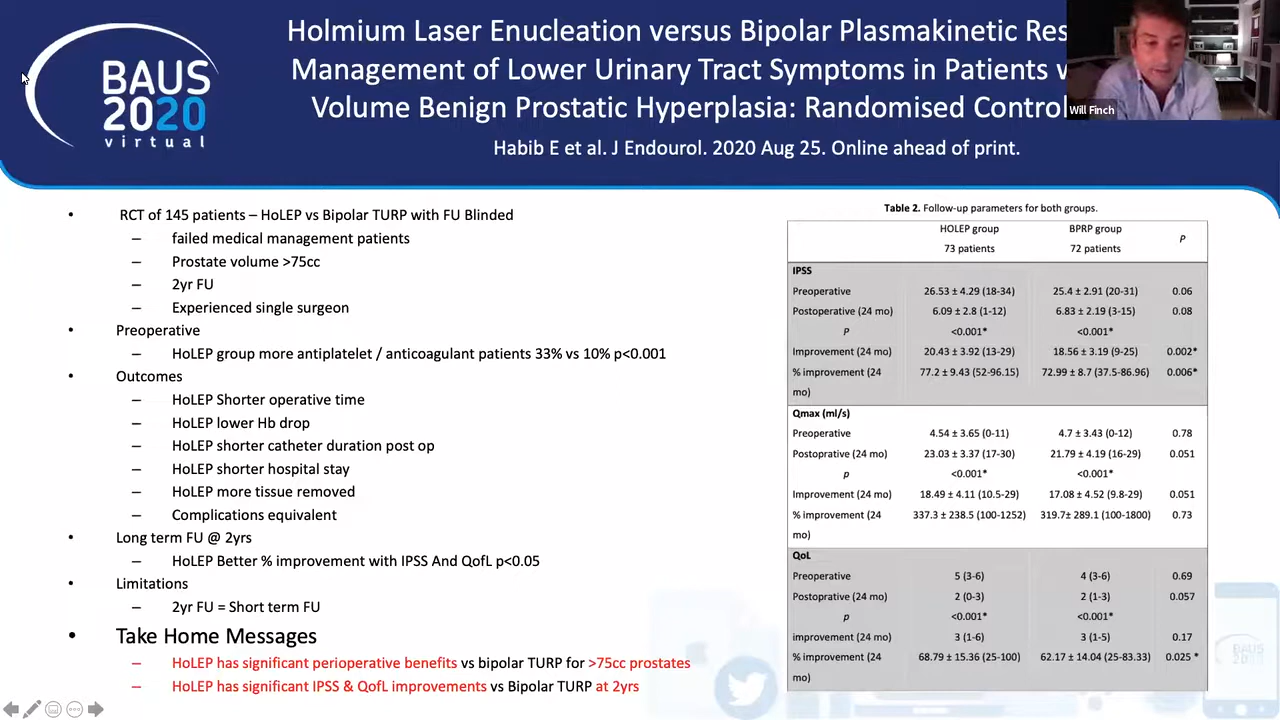 BAUS
2020
virtual
Holmium Laser Enucleation versus Bipolar Plasmakinetic
Management of Lower Urinary Tract Symptoms in Patients
Volume Benign Prostatic Hyperplasia: Randomised
Habib E et al. J Endourol. 2020 Aug 25. Online ahead of print.
Will Finch
• RCT of 145 patients – HoLEP vs Bipolar TURP with FU Blinded
– failed medical management patients
– Prostate volume >75cc
– 2yr FU
– Experienced single surgeon
• Preoperative
– HoLEP group more antiplatelet / anticoagulant patients 33% vs 10% p<0.001
• Outcomes
– HoLEP Shorter operative time
– HoLEP lower Hb drop
– HoLEP shorter catheter duration post op
– HoLEP shorter hospital stay
– HoLEP more tissue removed
– Complications equivalent
• Long term FU @ 2yrs
– HoLEP Better % improvement with IPSS And QofL p<0.05
• Limitations
– 2yr FU = Short term FU
• Take Home Messages
– HoLEP has significant perioperative benefits vs bipolar TURP for >75cc prostates
– HoLEP has significant IPSS & QofL improvements vs Bipolar TURP at 2yrs
Table 2. Follow-up parameters for both groups.
HOLEP group BPRP group P
73 patients 72 patients
IPSS
Preoperative 26.53 ± 4.29 (18-34) 25.4 ± 2.91 (20-31) 0.06
Postoperative (24 mo) 6.09 ± 2.8 (1-12) 6.83 ± 2.19 (3-15) 0.08
P <0.001* <0.001*
Improvement (24 mo) 20.43 ± 3.92 (13-29) 18.56 ± 3.19 (9-25) 0.002*
% improvement (24 77.2 ± 9.43 (52-96.15) 72.99 ± 8.7 (37.5-86.96) 0.006*
mo)
Qmax (ml/s)
Preoperative 4.54 ± 3.65 (0-11) 4.7 ± 3.43 (0-12) 0.78
Postoprative (24 mo) 23.03 ± 3.37 (17-30) 21.79 ± 4.19 (16-29) 0.051
p <0.001* <0.001*
Improvement (24 mo) 18.49 ± 4.11 (10.5-29) 17.08 ± 4.52 (9.8-29) 0.051
% improvement (24 337.3 ± 238.5 (100-1252) 319.7± 289.1 (100-1800) 0.73
mo)
QoL
Preoperative 5 (3-6) 4 (3-6) 0.69
Postoprative (24 mo) 2 (0-3) 2 (1-3) 0.057
p <0.001* <0.001*
improvement (24 mo) 3 (1-6) 3 (1-5) 0.17
% improvement (24 68.79 ± 15.36 (25-100) 62.17 ± 14.04 (25-83.33) 0.025 *
mo)
BAUS
2020